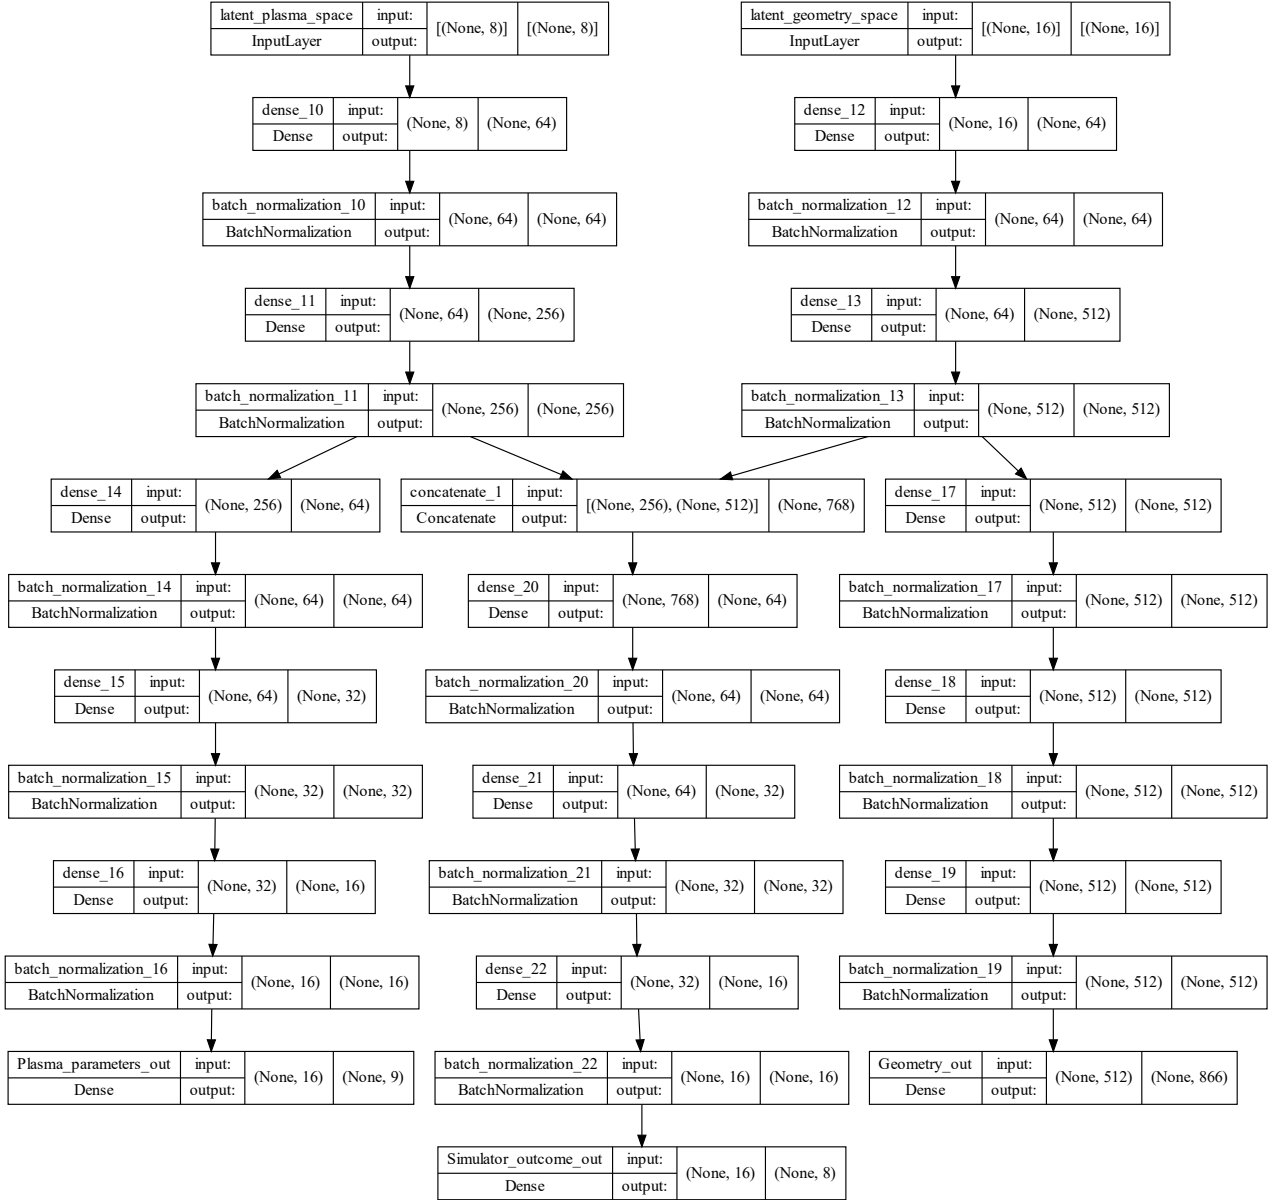 latent_plasma_space input: [(None, 8)] [(None, 8)]
InputLayer output:
latent_geometry_space input: [(None, 16)] [(None, 16)]
InputLayer output:
dense_10 input: (None, 8) (None, 64)
Dense output:
dense_12 input: (None, 16) (None, 64)
Dense output:
batch_normalization_10 input: (None, 64) (None, 64)
BatchNormalization output:
batch_normalization_12 input: (None, 64) (None, 64)
BatchNormalization output:
dense_11 input: (None, 64) (None, 256)
Dense output:
dense_13 input: (None, 64) (None, 512)
Dense output:
batch_normalization_11 input: (None, 256) (None, 256)
BatchNormalization output:
batch_normalization_13 input: (None, 512) (None, 512)
BatchNormalization output:
dense_14 input: (None, 256) (None, 64)
Dense output:
concatenate_1 input: [(None, 256), (None, 512)] (None, 768)
Concatenate output:
dense_17 input: (None, 512) (None, 512)
Dense output:
batch_normalization_14 input: (None, 64) (None, 64)
BatchNormalization output:
dense_20 input: (None, 768) (None, 64)
Dense output:
batch_normalization_17 input: (None, 512) (None, 512)
BatchNormalization output:
dense_15 input: (None, 64) (None, 32)
Dense output:
batch_normalization_20 input: (None, 64) (None, 64)
BatchNormalization output:
dense_18 input: (None, 512) (None, 512)
Dense output:
batch_normalization_15 input: (None, 32) (None, 32)
BatchNormalization output:
dense_21 input: (None, 64) (None, 32)
Dense output:
batch_normalization_18 input: (None, 512) (None, 512)
BatchNormalization output:
dense_16 input: (None, 32) (None, 16)
Dense output:
batch_normalization_21 input: (None, 32) (None, 32)
BatchNormalization output:
dense_19 input: (None, 512) (None, 512)
Dense output:
batch_normalization_16 input: (None, 16) (None, 16)
BatchNormalization output:
dense_22 input: (None, 32) (None, 16)
Dense output:
batch_normalization_19 input: (None, 512) (None, 512)
BatchNormalization output:
Plasma_parameters_out input: (None, 16) (None, 9)
Dense output:
batch_normalization_22 input: (None, 16) (None, 16)
BatchNormalization output:
Geometry_out input: (None, 512) (None, 866)
Dense output:
Simulator_outcome_out input: (None, 16) (None, 8)
Dense output: